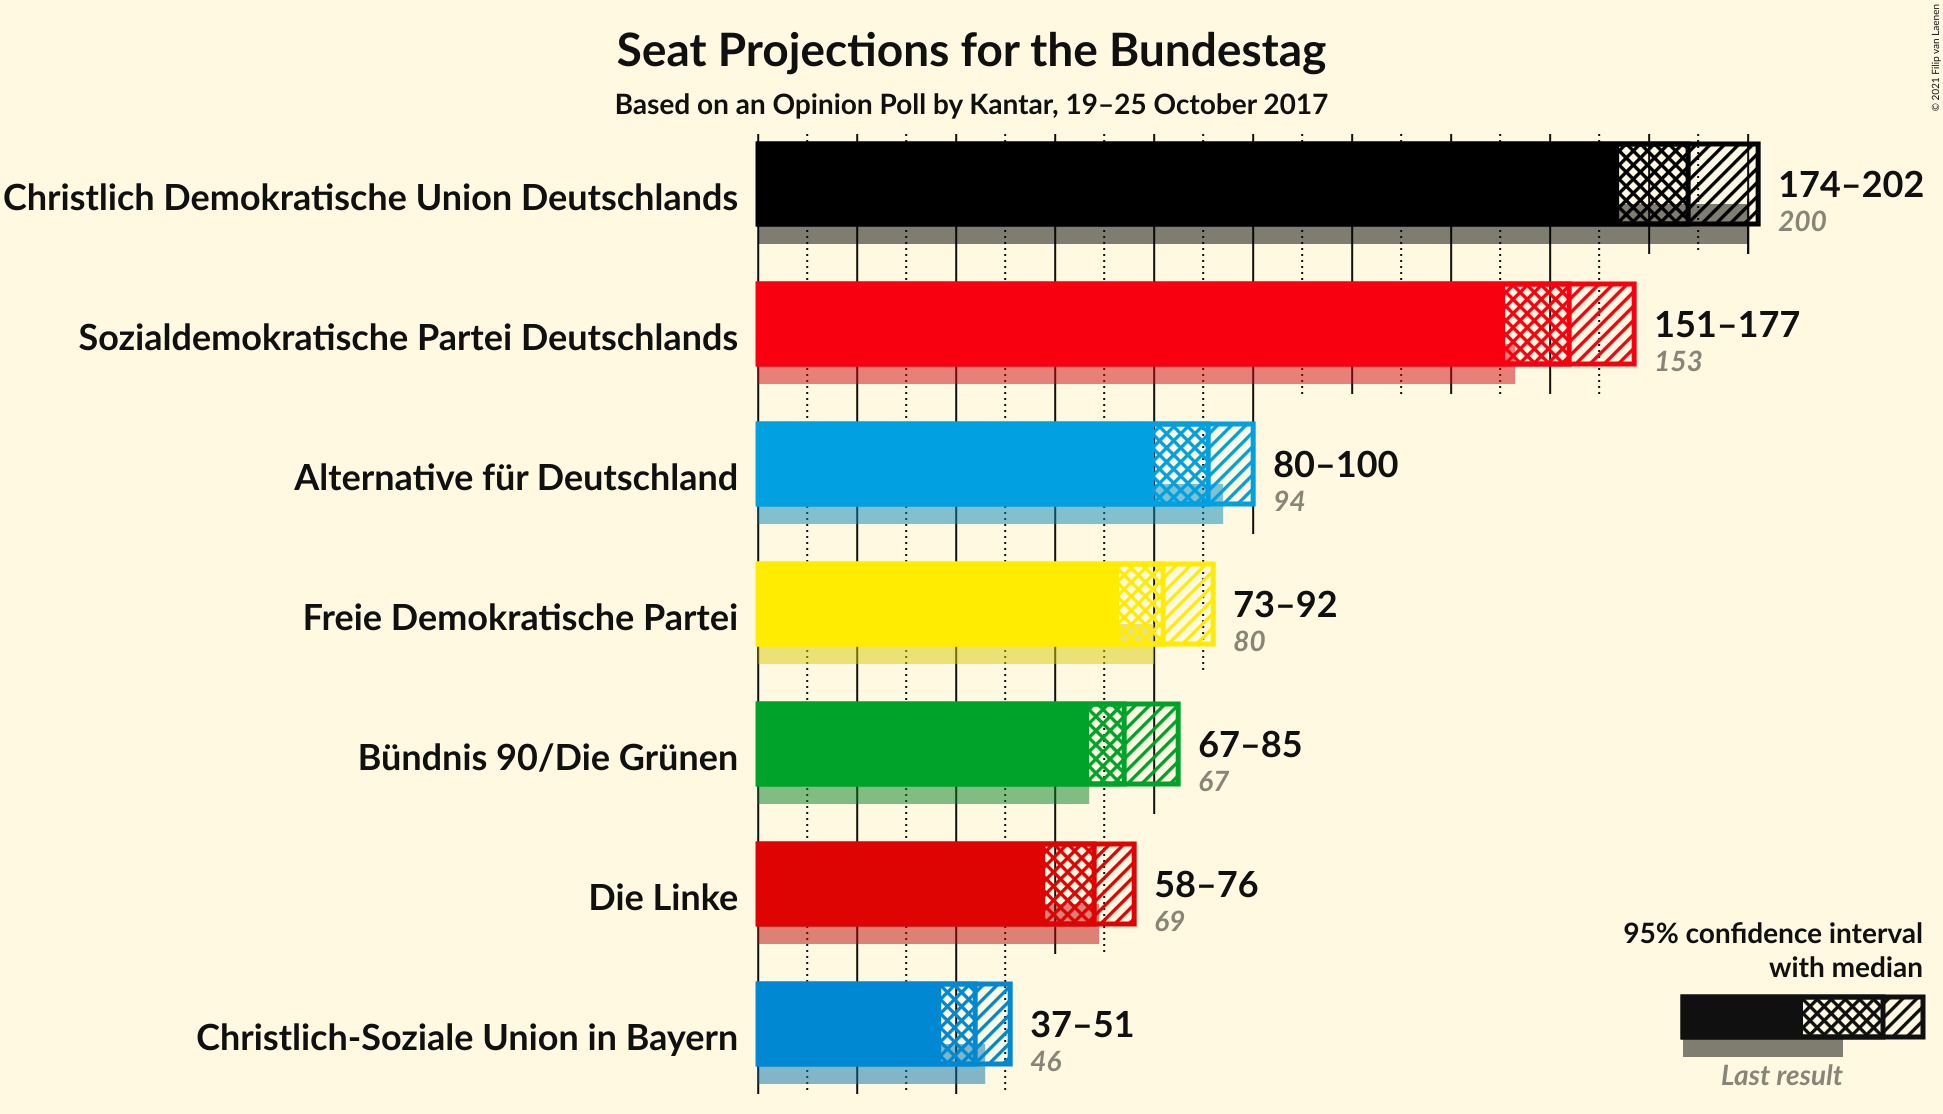 Seat Projections for the Bundestag
Based on an Opinion Poll by Kantar, 19–25 October 2017
© 2021 Filip van Laenen
Christlich Demokratische Union Deutschlands
174–202
200
Sozialdemokratische Partei Deutschlands
151–177
153
Alternative für Deutschland
80–100
94
Freie Demokratische Partei
73–92
80
Bündnis 90/Die Grünen
67–85
67
Die Linke
58–76
69
Christlich-Soziale Union in Bayern
37–51
46
95% confidence interval
with median
Last result